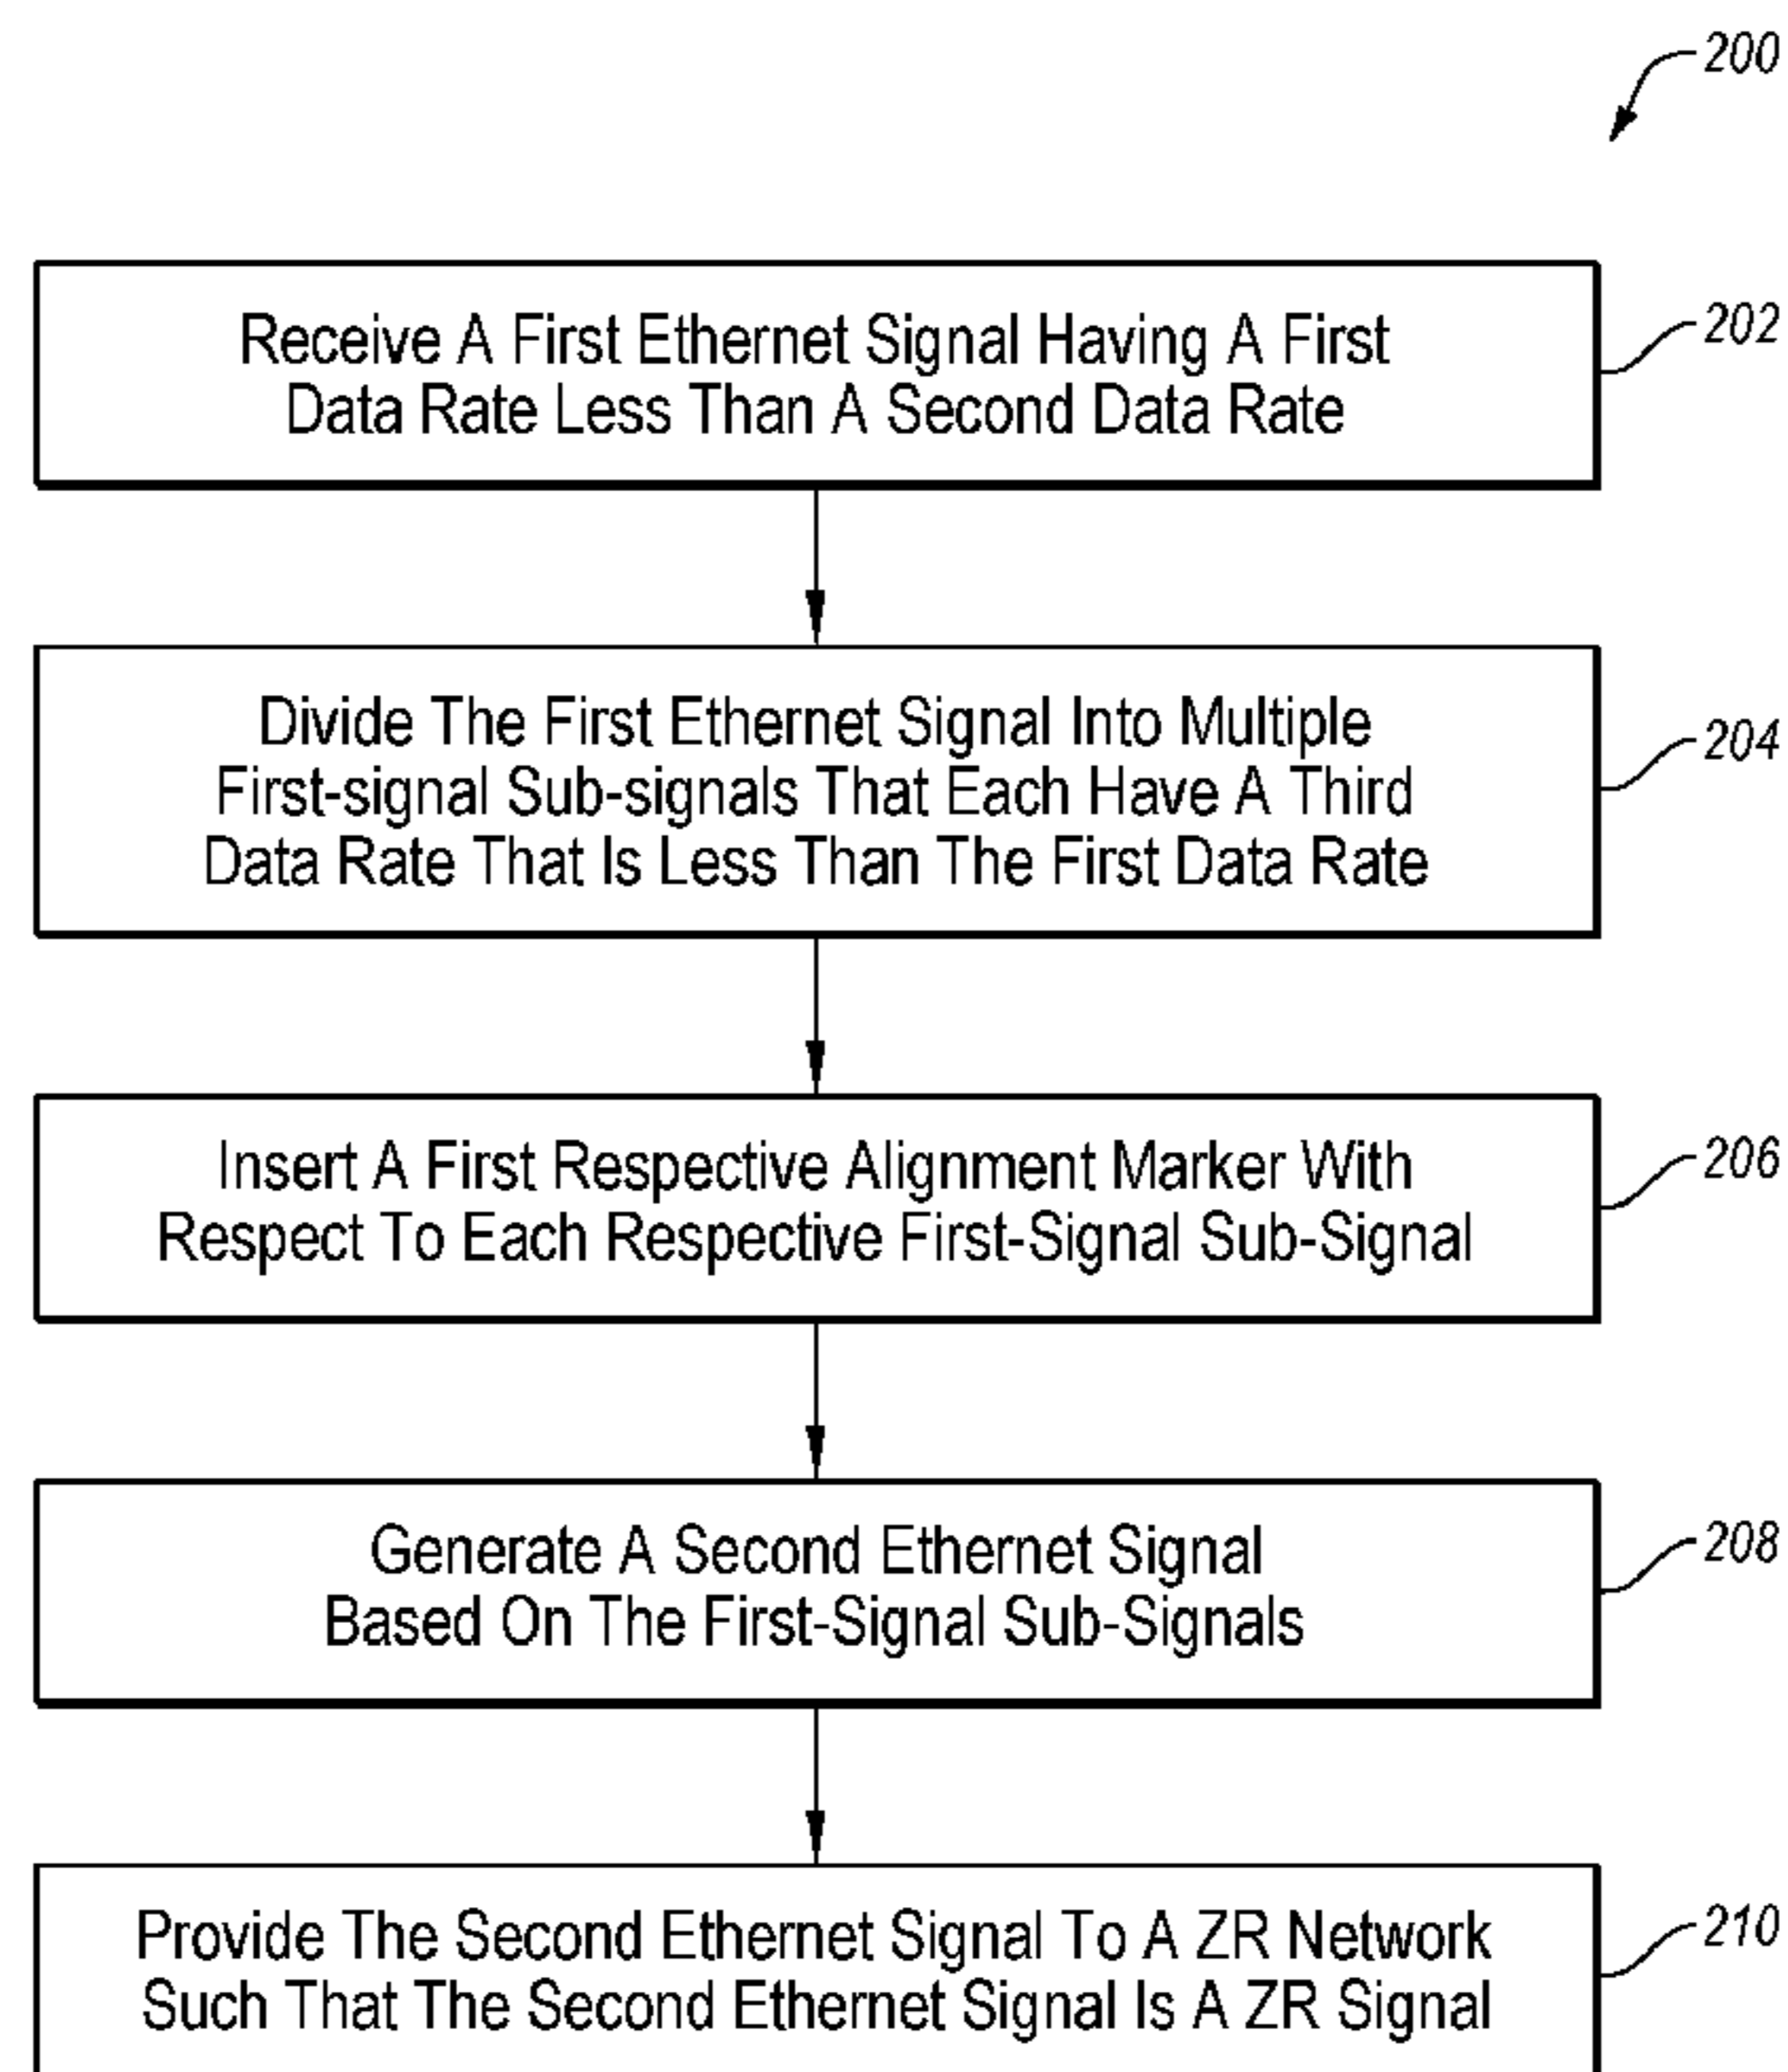 200
Receive A First Ethernet Signal Having A First
Data Rate Less Than A Second Data Rate
202
Divide The First Ethernet Signal Into Multiple
First-signal Sub-signals That Each Have A Third
Data Rate That Is Less Than The First Data Rate
204
Insert A First Respective Alignment Marker With
Respect To Each Respective First-Signal Sub-Signal
206
Generate A Second Ethernet Signal
Based On The First-Signal Sub-Signals
208
Provide The Second Ethernet Signal To A ZR Network
Such That The Second Ethernet Signal Is A ZR Signal
210